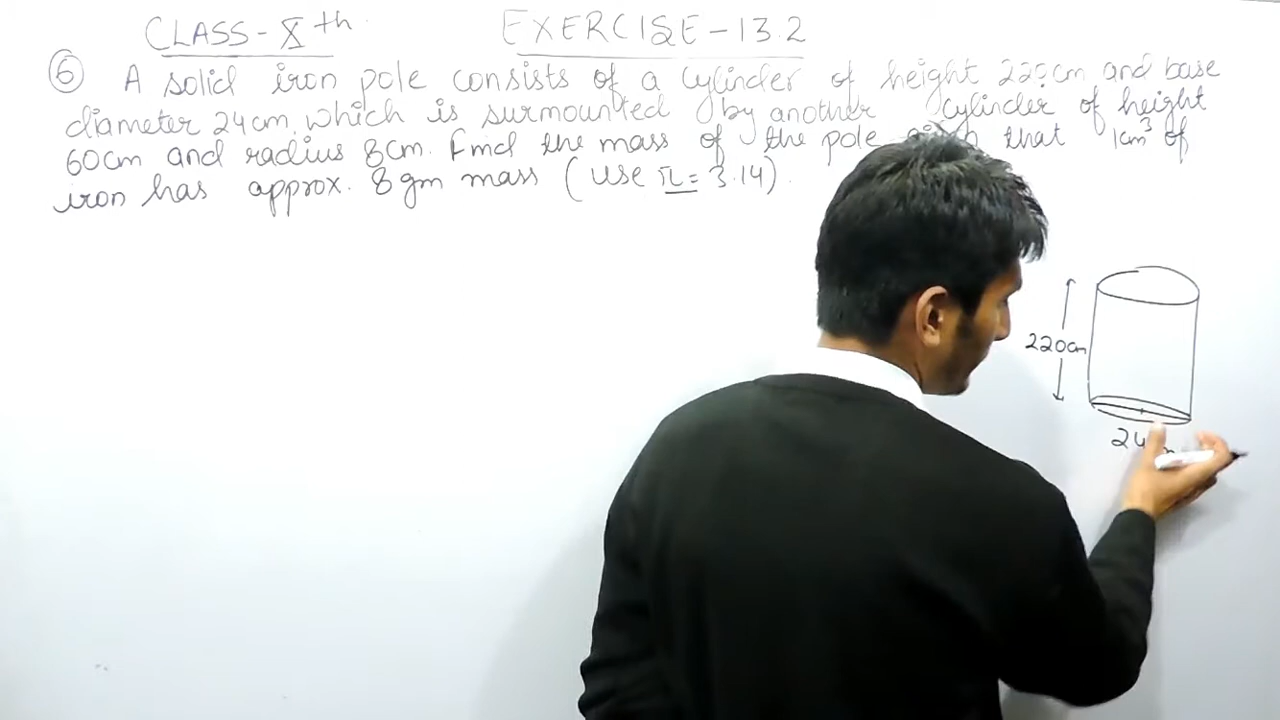 CLASS-Xth EXERCISE-13.2
⑥ A solid iron pole consists of a cylinder of height 220cm and base
diameter 24cm, which is surmounted by another cylinder of height
60cm and radius 8cm. Find the mass of the pole that 1cm³ of
iron has approx. 8gm mass (use π = 3.14).
220cm
24